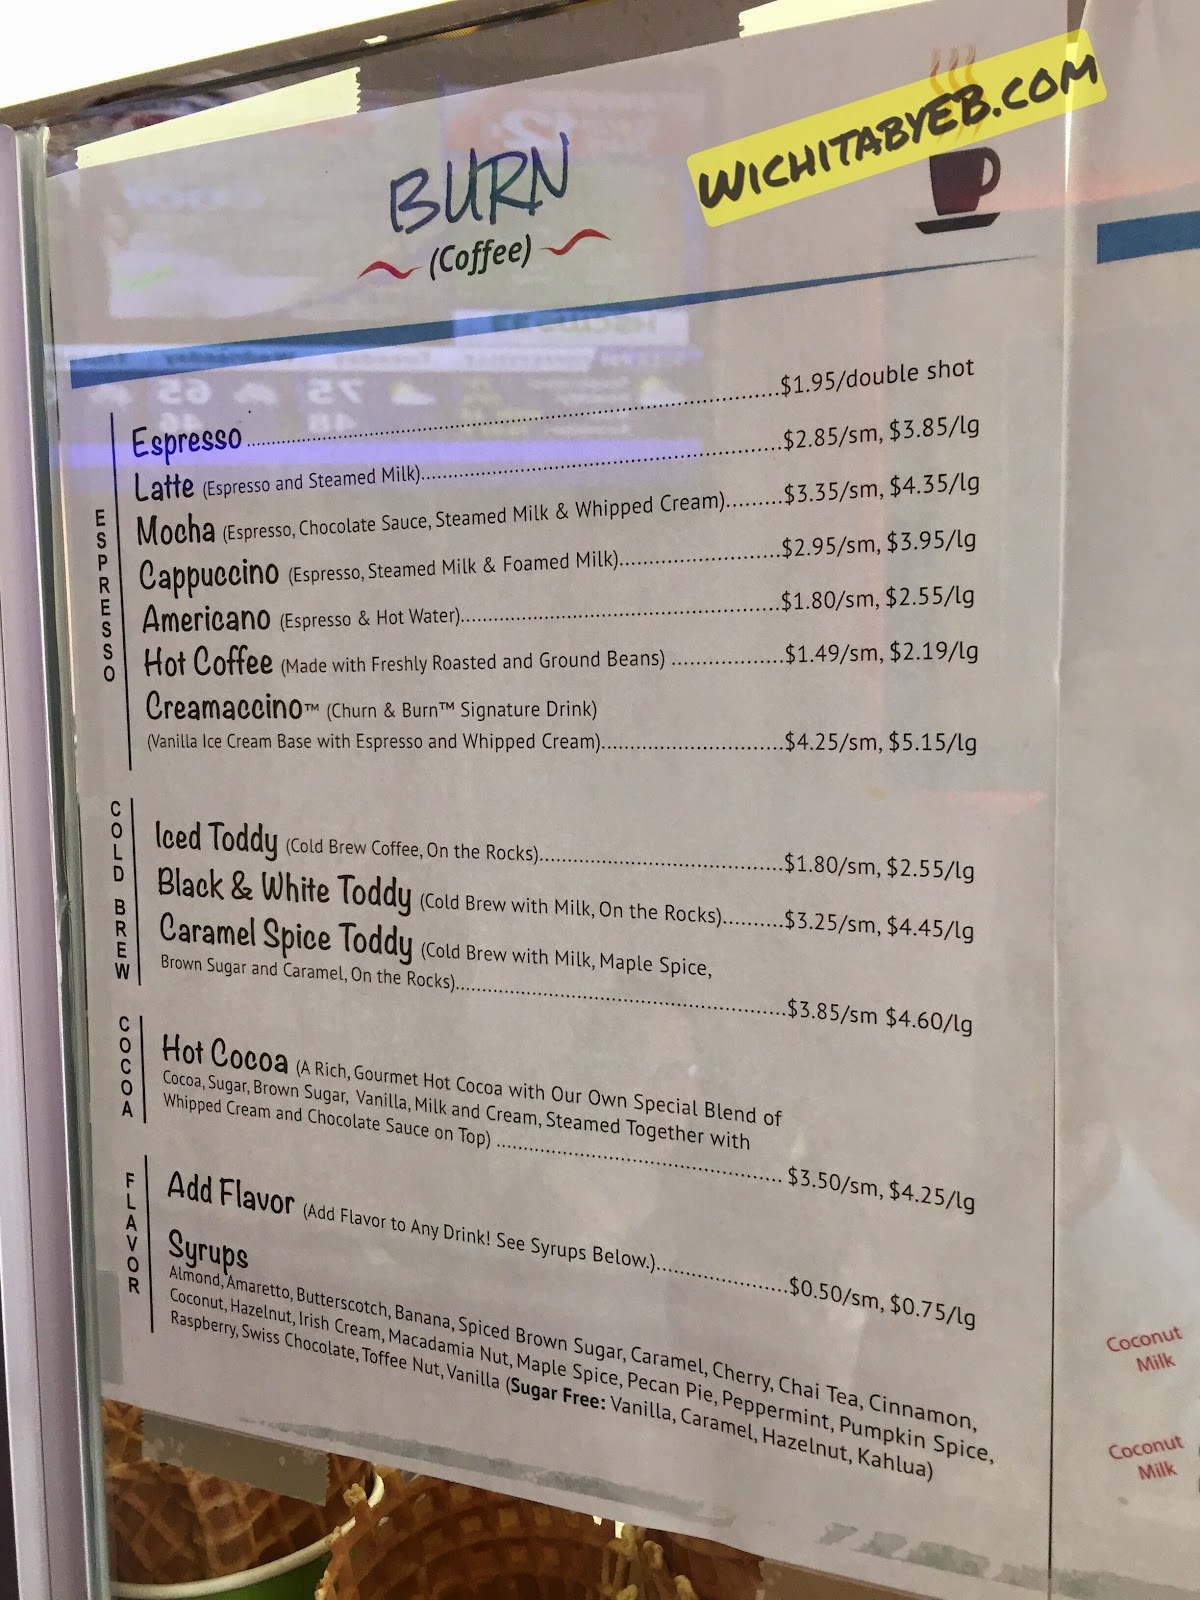 WICHITABYEB.COM
BURN
(Coffee)
ESPRESSO
Espresso........$1.95/double shot
Latte (Espresso and Steamed Milk)........$2.85/sm, $3.85/lg
Mocha (Espresso, Chocolate Sauce, Steamed Milk & Whipped Cream)........$3.35/sm, $4.35/lg
Cappuccino (Espresso, Steamed Milk & Foamed Milk)........$2.95/sm, $3.95/lg
Americano (Espresso & Hot Water)........$1.80/sm, $2.55/lg
Hot Coffee (Made with Freshly Roasted and Ground Beans) ........$1.49/sm, $2.19/lg
Creamaccino™ (Churn & Burn™ Signature Drink)
(Vanilla Ice Cream Base with Espresso and Whipped Cream)........$4.25/sm, $5.15/lg
COLD BREW
Iced Toddy (Cold Brew Coffee, On the Rocks)........$1.80/sm, $2.55/lg
Black & White Toddy (Cold Brew with Milk, On the Rocks)........$3.25/sm, $4.45/lg
Caramel Spice Toddy (Cold Brew with Milk, Maple Spice,
Brown Sugar and Caramel, On the Rocks)........$3.85/sm $4.60/lg
COCOA
Hot Cocoa (A Rich, Gourmet Hot Cocoa with Our Own Special Blend of
Cocoa, Sugar, Brown Sugar, Vanilla, Milk and Cream, Steamed Together with
Whipped Cream and Chocolate Sauce on Top) ........ $3.50/sm, $4.25/lg
FLAVOR
Add Flavor (Add Flavor to Any Drink! See Syrups Below.)........$0.50/sm, $0.75/lg
Syrups
Almond, Amaretto, Butterscotch, Banana, Spiced Brown Sugar, Caramel, Cherry, Chai Tea, Cinnamon,
Coconut, Hazelnut, Irish Cream, Macadamia Nut, Maple Spice, Pecan Pie, Peppermint, Pumpkin Spice,
Raspberry, Swiss Chocolate, Toffee Nut, Vanilla (Sugar Free: Vanilla, Caramel, Hazelnut, Kahlua)
Coconut
Milk
Coconut
Milk